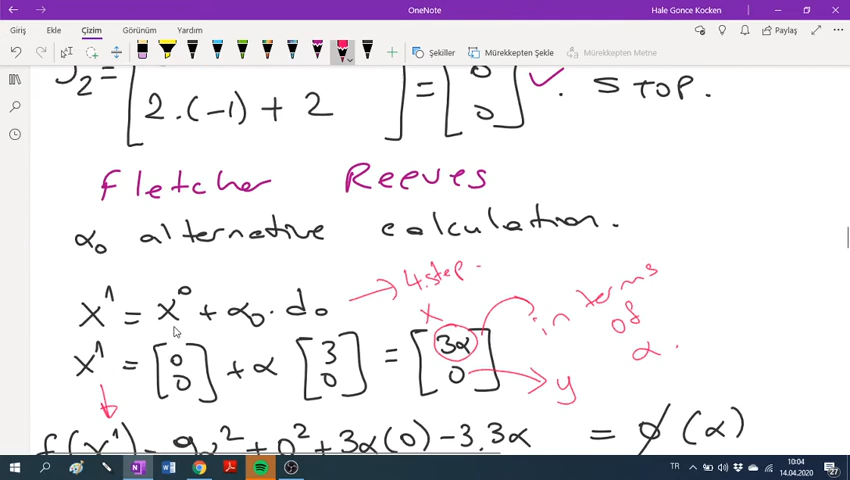 OneNote
Hale Gonce Kocken
Giriş Ekle Çizim Görünüm Yardım
Paylaş
Şekiller Mürekkepten Şekle Mürekkepten Metne
2 = [ 2.(-1) + 2 ] = [ 0 0 ] ✓. STOP.
Fletcher Reeves
α₀ alternative calculation.
x¹ = x⁰ + α₀ . d₀ → 4.step.
x in terms of α.
x¹ = [ 0 0 ] + α [ 3 0 ] = [ 3α 0 ] → y
f(x¹) = 9α² + 0² + 3α(0) - 3.3α = ϕ(α)
TR 10:04
14.04.2020
27